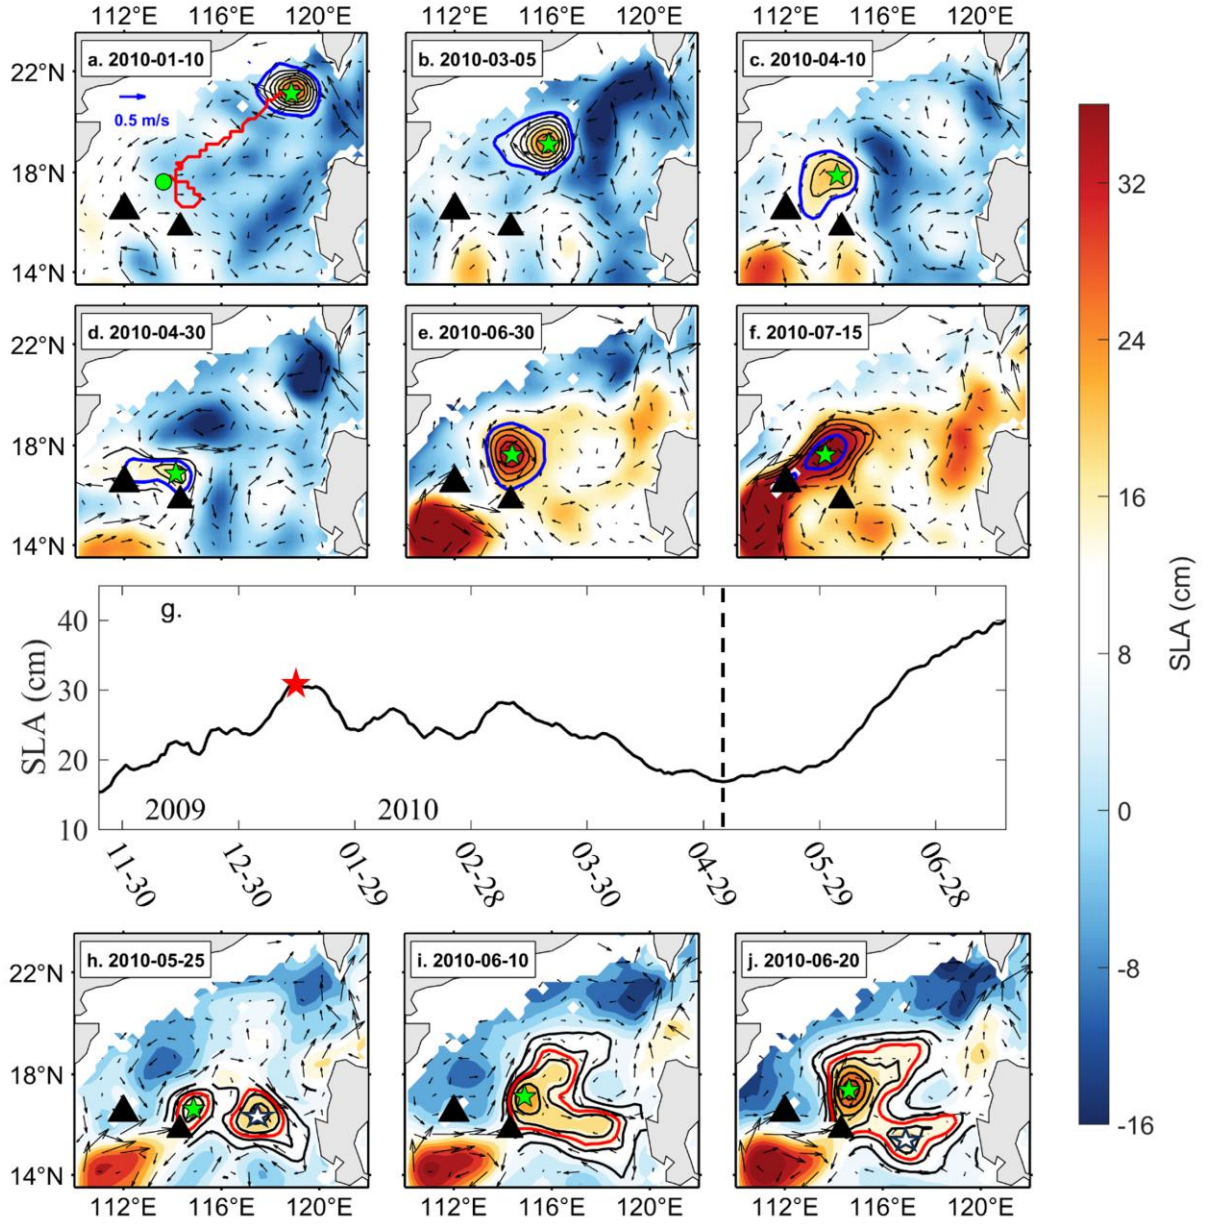 112°E 116°E 120°E 112°E 116°E 120°E 112°E 116°E 120°E
a. 2010-01-10
b. 2010-03-05
c. 2010-04-10
22°N
0.5 m/s
18°N
14°N
d. 2010-04-30
e. 2010-06-30
f. 2010-07-15
22°N
18°N
14°N
g.
SLA (cm)
40
30
20
10
2009
2010
11-30
12-30
01-29
02-28
03-30
04-29
05-29
06-28
h. 2010-05-25
i. 2010-06-10
j. 2010-06-20
22°N
18°N
14°N
112°E 116°E 120°E 112°E 116°E 120°E 112°E 116°E 120°E
32
24
16
8
0
-8
-16
SLA (cm)